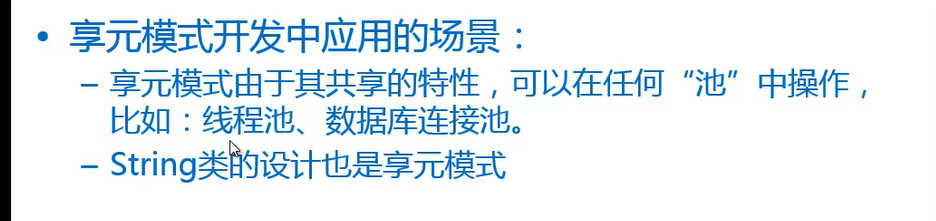 • 享元模式开发中应用的场景：
– 享元模式由于其共享的特性，可以在任何“池”中操作，
比如：线程池、数据库连接池。
– String类的设计也是享元模式